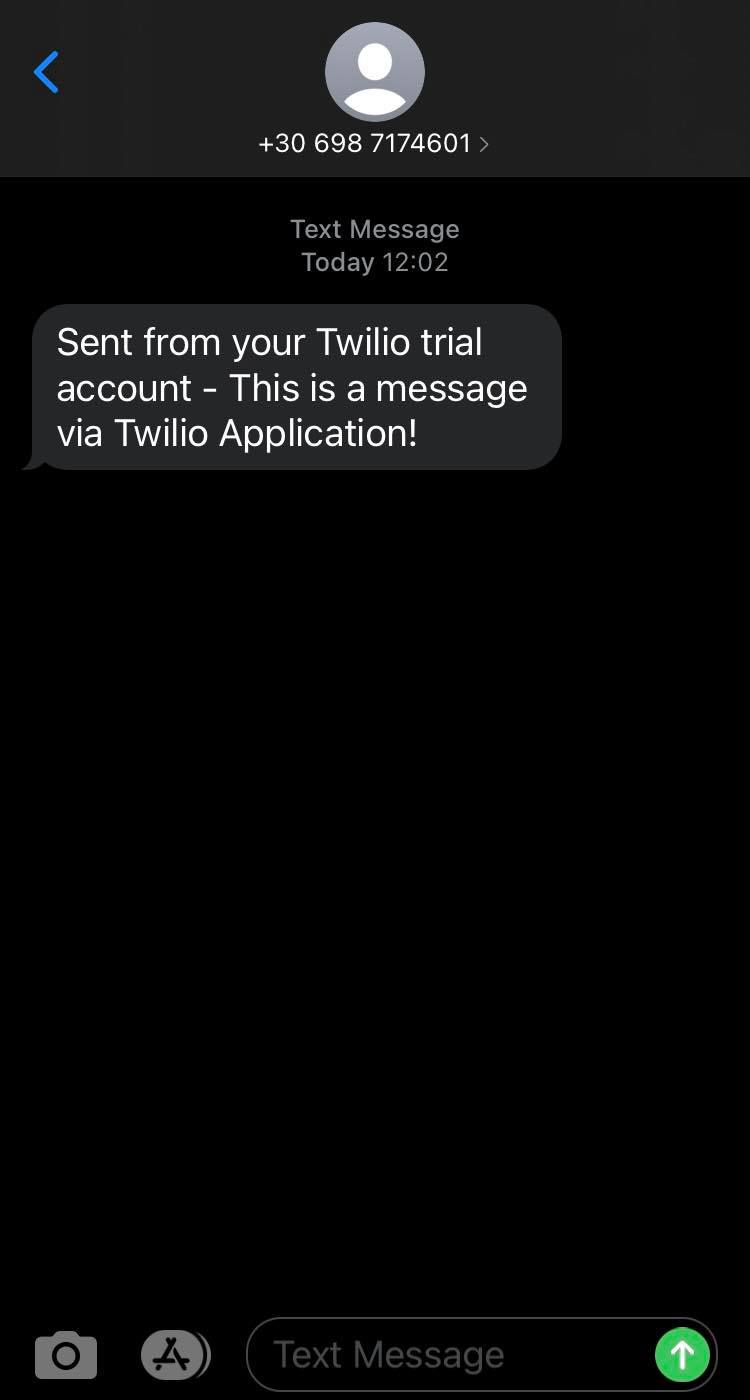 +30 698 7174601
Text Message
Today 12:02
Sent from your Twilio trial
account - This is a message
via Twilio Application!
Text Message